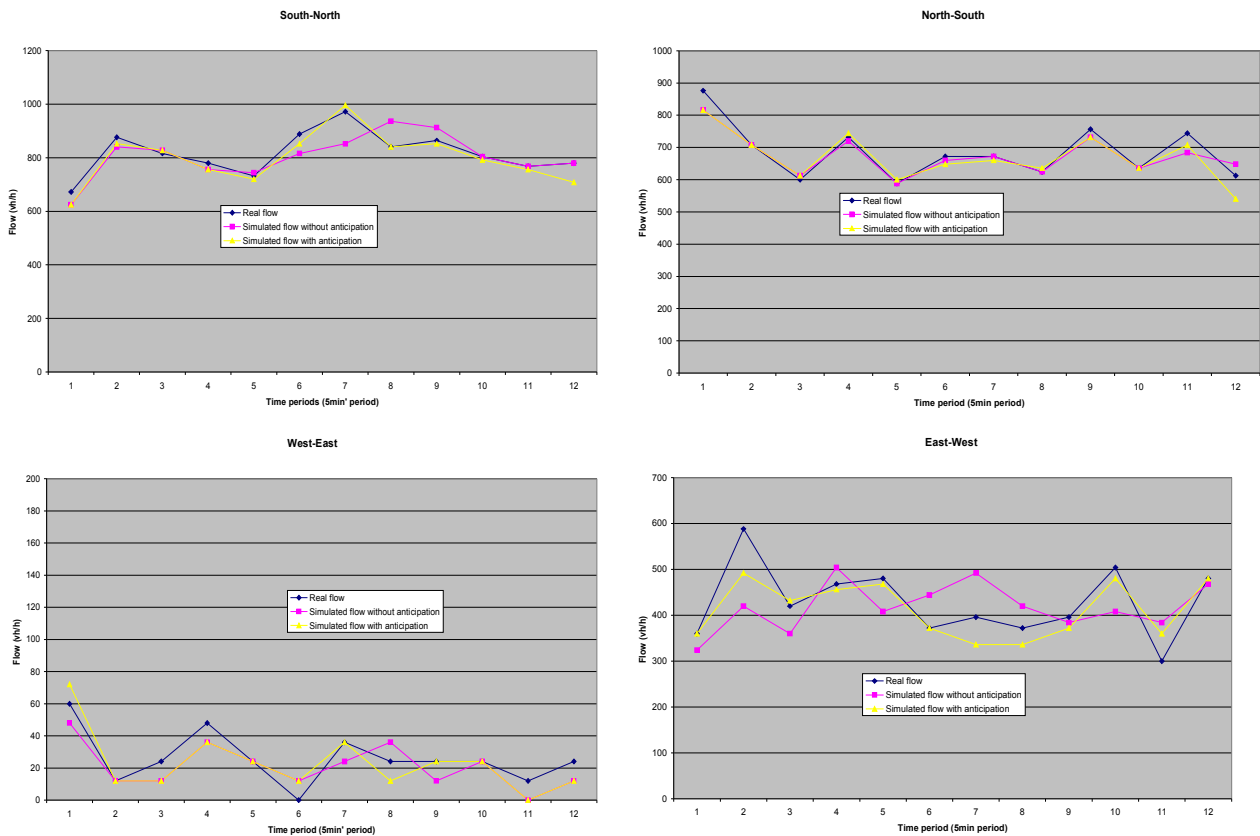 South-North
1200
1000
800
600
400
200
0
Flow (vh/h)
Real flow
Simulated flow without anticipation
Simulated flow with anticipation
1 2 3 4 5 6 7 8 9 10 11 12
Time periods (5min' period)
North-South
1000
900
800
700
600
500
400
300
200
100
0
Flow (vh/h)
Real flowl
Simulated flow without anticipation
Simulated flow with anticipation
1 2 3 4 5 6 7 8 9 10 11 12
Time period (5min period)
West-East
200
180
160
140
120
100
80
60
40
20
0
Flow (vh/h)
Real flow
Simulated flow without anticipation
Simulated flow with anticipation
1 2 3 4 5 6 7 8 9 10 11 12
Time period (5min' period)
East-West
700
600
500
400
300
200
100
0
Flow (vh/h)
Real flow
Simulated flow without anticipation
Simulated flow with anticipation
1 2 3 4 5 6 7 8 9 10 11 12
Time period (5min period)